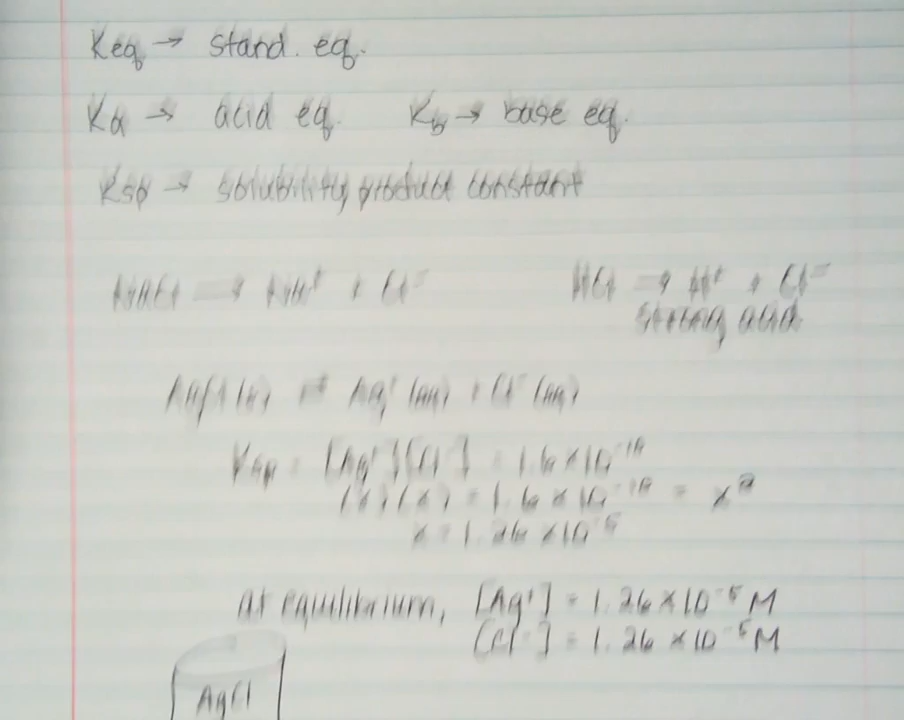 Keq → stand. eq.
Ka → acid eq. Kb → base eq.
Ksp → solubility product constant
NaCl → Na⁺ + Cl⁻ HCl → H⁺ + Cl⁻
strong acid
AgCl (s) ⇌ Ag⁺ (aq) + Cl⁻ (aq)
Ksp = [Ag⁺][Cl⁻] = 1.6 × 10⁻¹⁰
(x)(x) = 1.6 × 10⁻¹⁰ = x²
x = 1.26 × 10⁻⁵
at equilibrium, [Ag⁺] = 1.26 × 10⁻⁵ M
[Cl⁻] = 1.26 × 10⁻⁵ M
AgCl